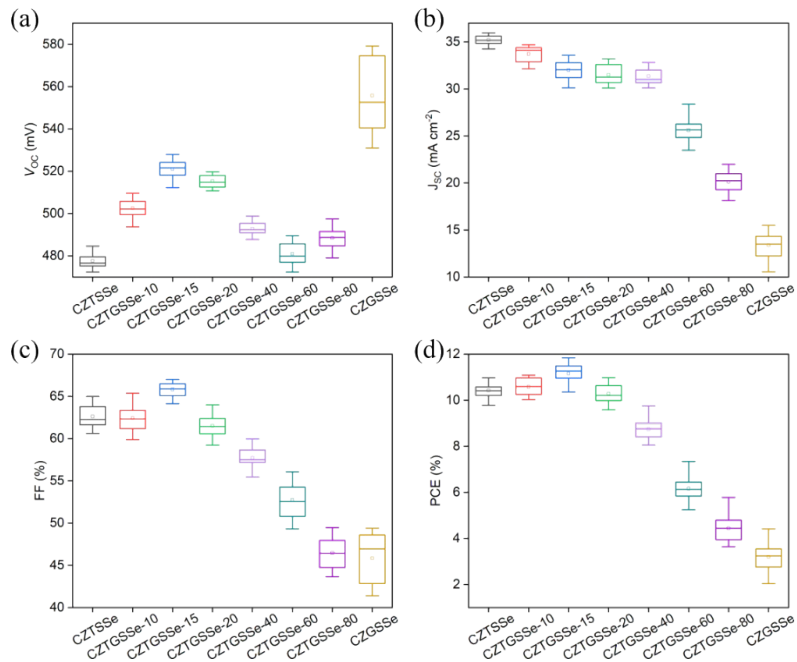 (a)
580
560
540
520
500
480
V_OC (mV)
CZTSSe
CZTGSSe-10
CZTGSSe-15
CZTGSSe-20
CZTGSSe-40
CZTGSSe-60
CZTGSSe-80
CZGSSe
(b)
35
30
25
20
15
10
J_SC (mA cm⁻²)
CZTSSe
CZTGSSe-10
CZTGSSe-15
CZTGSSe-20
CZTGSSe-40
CZTGSSe-60
CZTGSSe-80
CZGSSe
(c)
70
65
60
55
50
45
40
FF (%)
CZTSSe
CZTGSSe-10
CZTGSSe-15
CZTGSSe-20
CZTGSSe-40
CZTGSSe-60
CZTGSSe-80
CZGSSe
(d)
12
10
8
6
4
2
PCE (%)
CZTSSe
CZTGSSe-10
CZTGSSe-15
CZTGSSe-20
CZTGSSe-40
CZTGSSe-60
CZTGSSe-80
CZGSSe